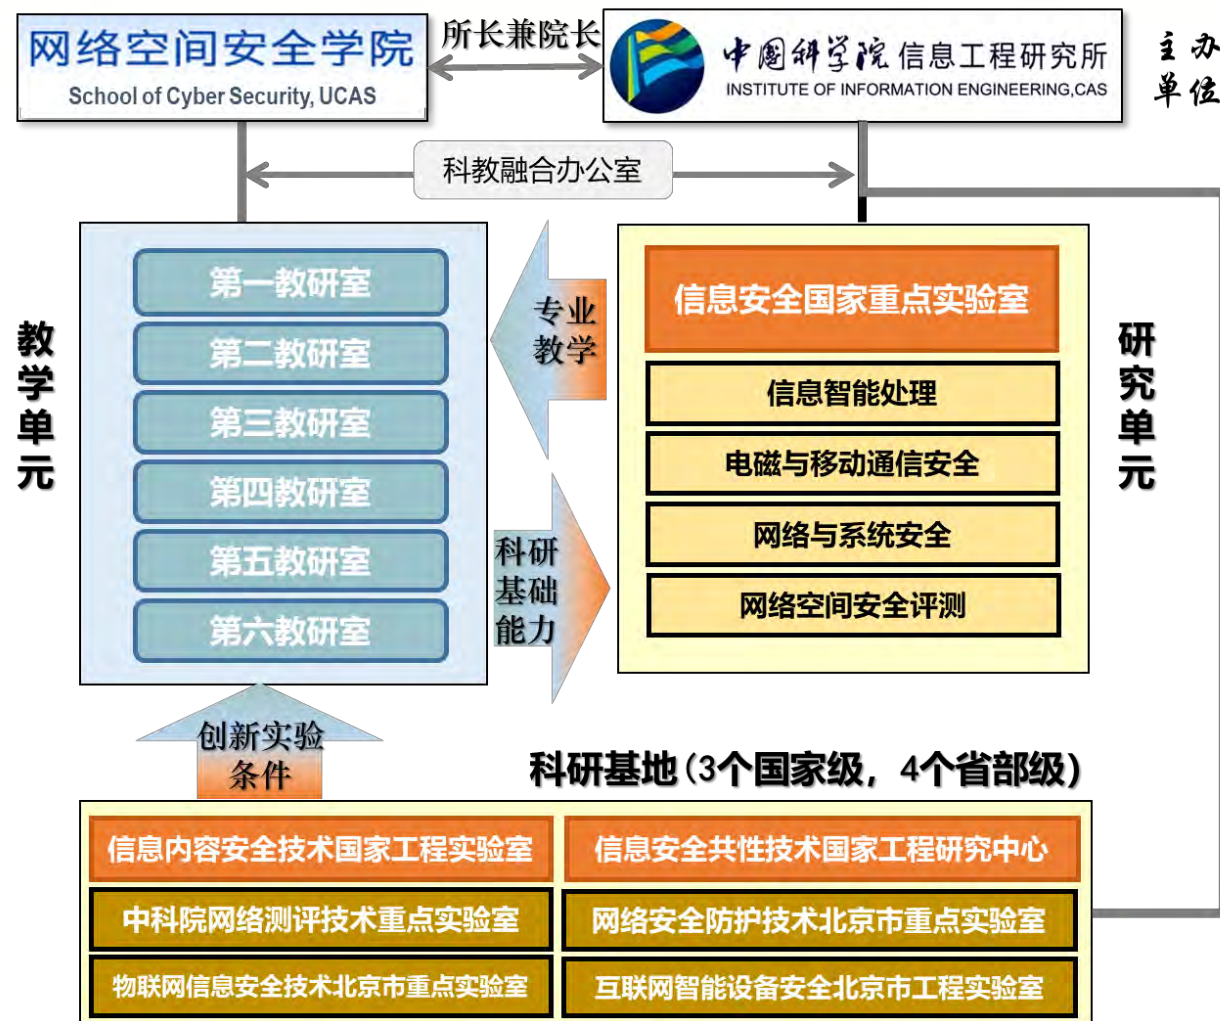 网络空间安全学院
School of Cyber Security, UCAS
所长兼院长
中国科学院 信息工程研究所
INSTITUTE OF INFORMATION ENGINEERING,CAS
主办
单位
科教融合办公室
教学单元
第一教研室
第二教研室
第三教研室
第四教研室
第五教研室
第六教研室
专业
教学
科研
基础
能力
信息安全国家重点实验室
信息智能处理
电磁与移动通信安全
网络与系统安全
网络空间安全评测
研究单元
创新实验
条件
科研基地(3个国家级，4个省部级)
信息内容安全技术国家工程实验室
信息安全共性技术国家工程研究中心
中科院网络测评技术重点实验室
网络安全防护技术北京市重点实验室
物联网信息安全技术北京市重点实验室
互联网智能设备安全北京市工程实验室